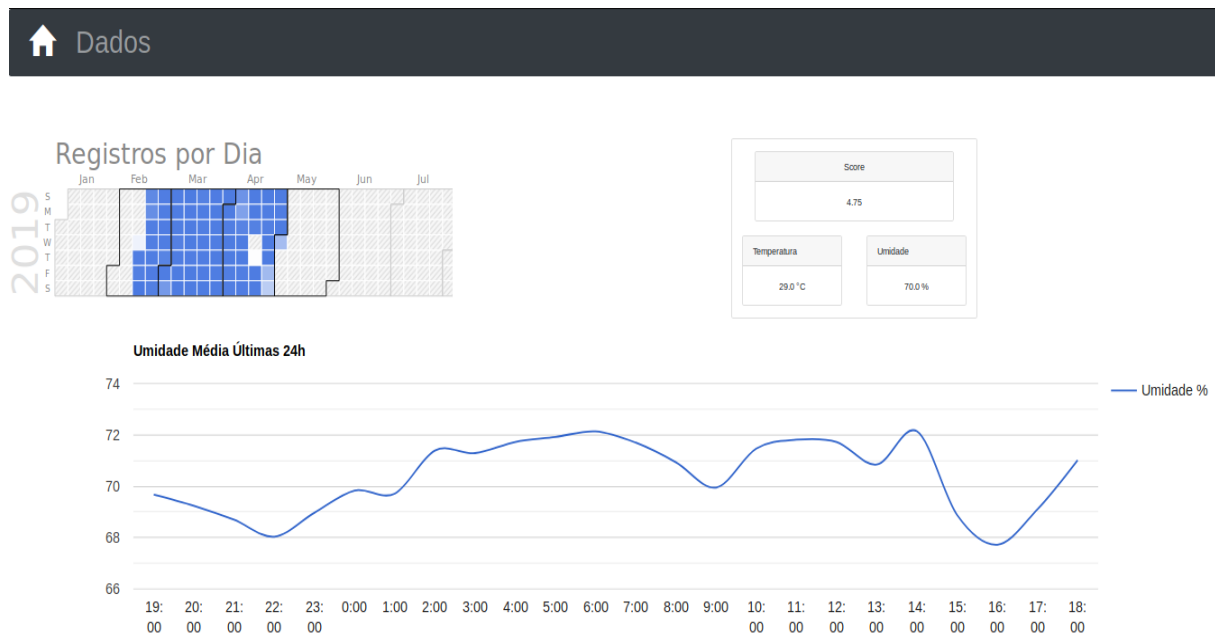 Dados
Registros por Dia
Jan Feb Mar Apr May Jun Jul
2019
S
M
T
W
T
F
S
Score
4.75
Temperatura Umidade
29.0 °C 70.0 %
Umidade Média Últimas 24h
74
72
70
68
66
Umidade %
19:00 20:00 21:00 22:00 23:00 0:00 1:00 2:00 3:00 4:00 5:00 6:00 7:00 8:00 9:00 10:00 11:00 12:00 13:00 14:00 15:00 16:00 17:00 18:00